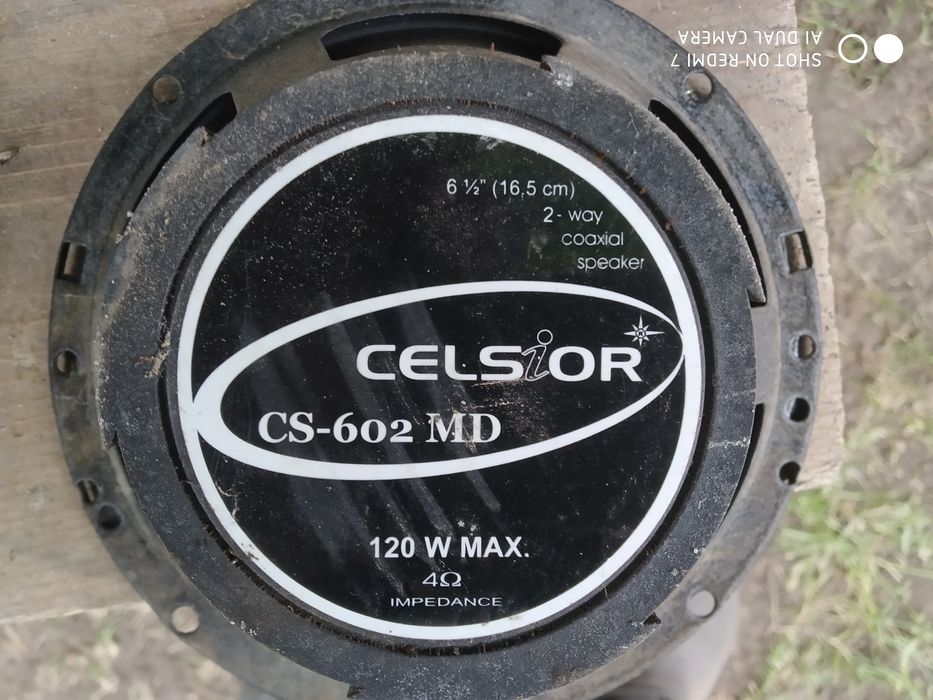 6 ½" (16.5 cm)
2- way
coaxial
speaker
CELSiOR
CS-602 MD
120 W MAX.
4Ω
IMPEDANCE
SHOT ON REDMI 7
AI DUAL CAMERA